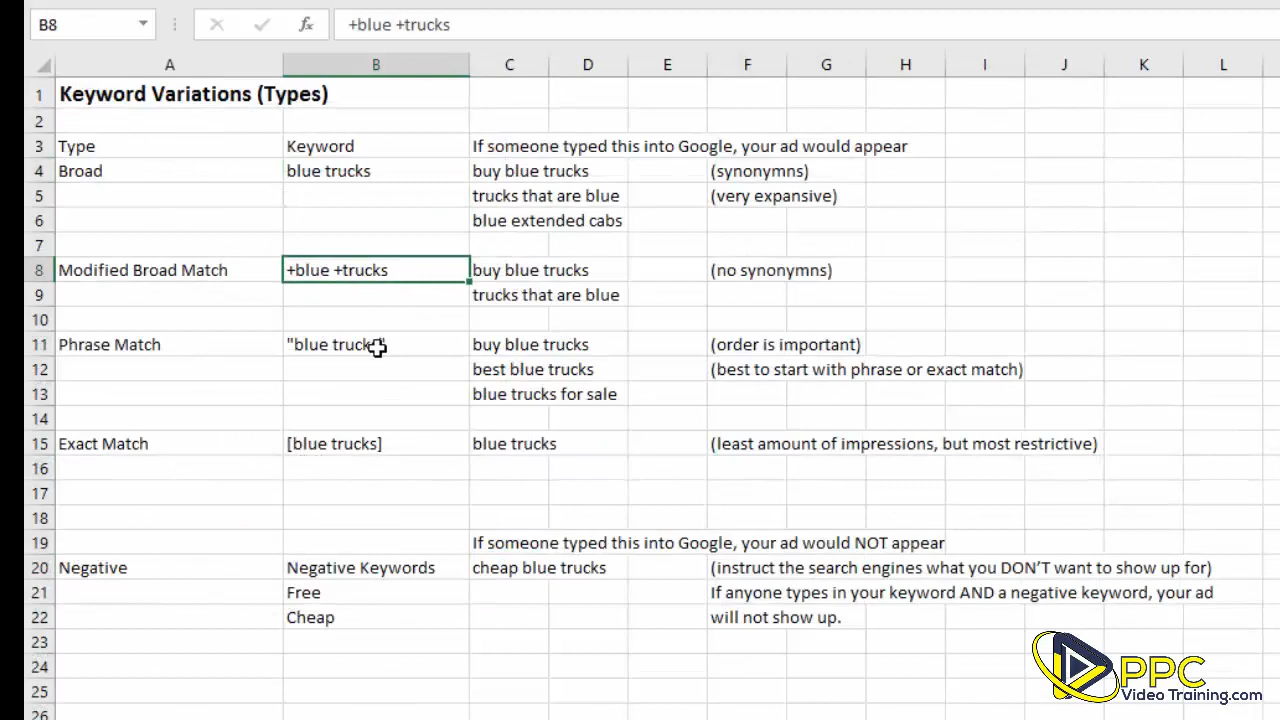 B8 +blue +trucks
A B C D E F G H I J K L
1 Keyword Variations (Types)
2
3 Type Keyword If someone typed this into Google, your ad would appear
4 Broad blue trucks buy blue trucks (synonymns)
5 trucks that are blue (very expansive)
6 blue extended cabs
7
8 Modified Broad Match +blue +trucks buy blue trucks (no synonymns)
9 trucks that are blue
10
11 Phrase Match "blue trucks" buy blue trucks (order is important)
12 best blue trucks (best to start with phrase or exact match)
13 blue trucks for sale
14
15 Exact Match [blue trucks] blue trucks (least amount of impressions, but most restrictive)
16
17
18
19 If someone typed this into Google, your ad would NOT appear
20 Negative Negative Keywords cheap blue trucks (instruct the search engines what you DON'T want to show up for)
21 Free If anyone types in your keyword AND a negative keyword, your ad
22 Cheap will not show up.
23
24
25
26
PPC
Video Training.com